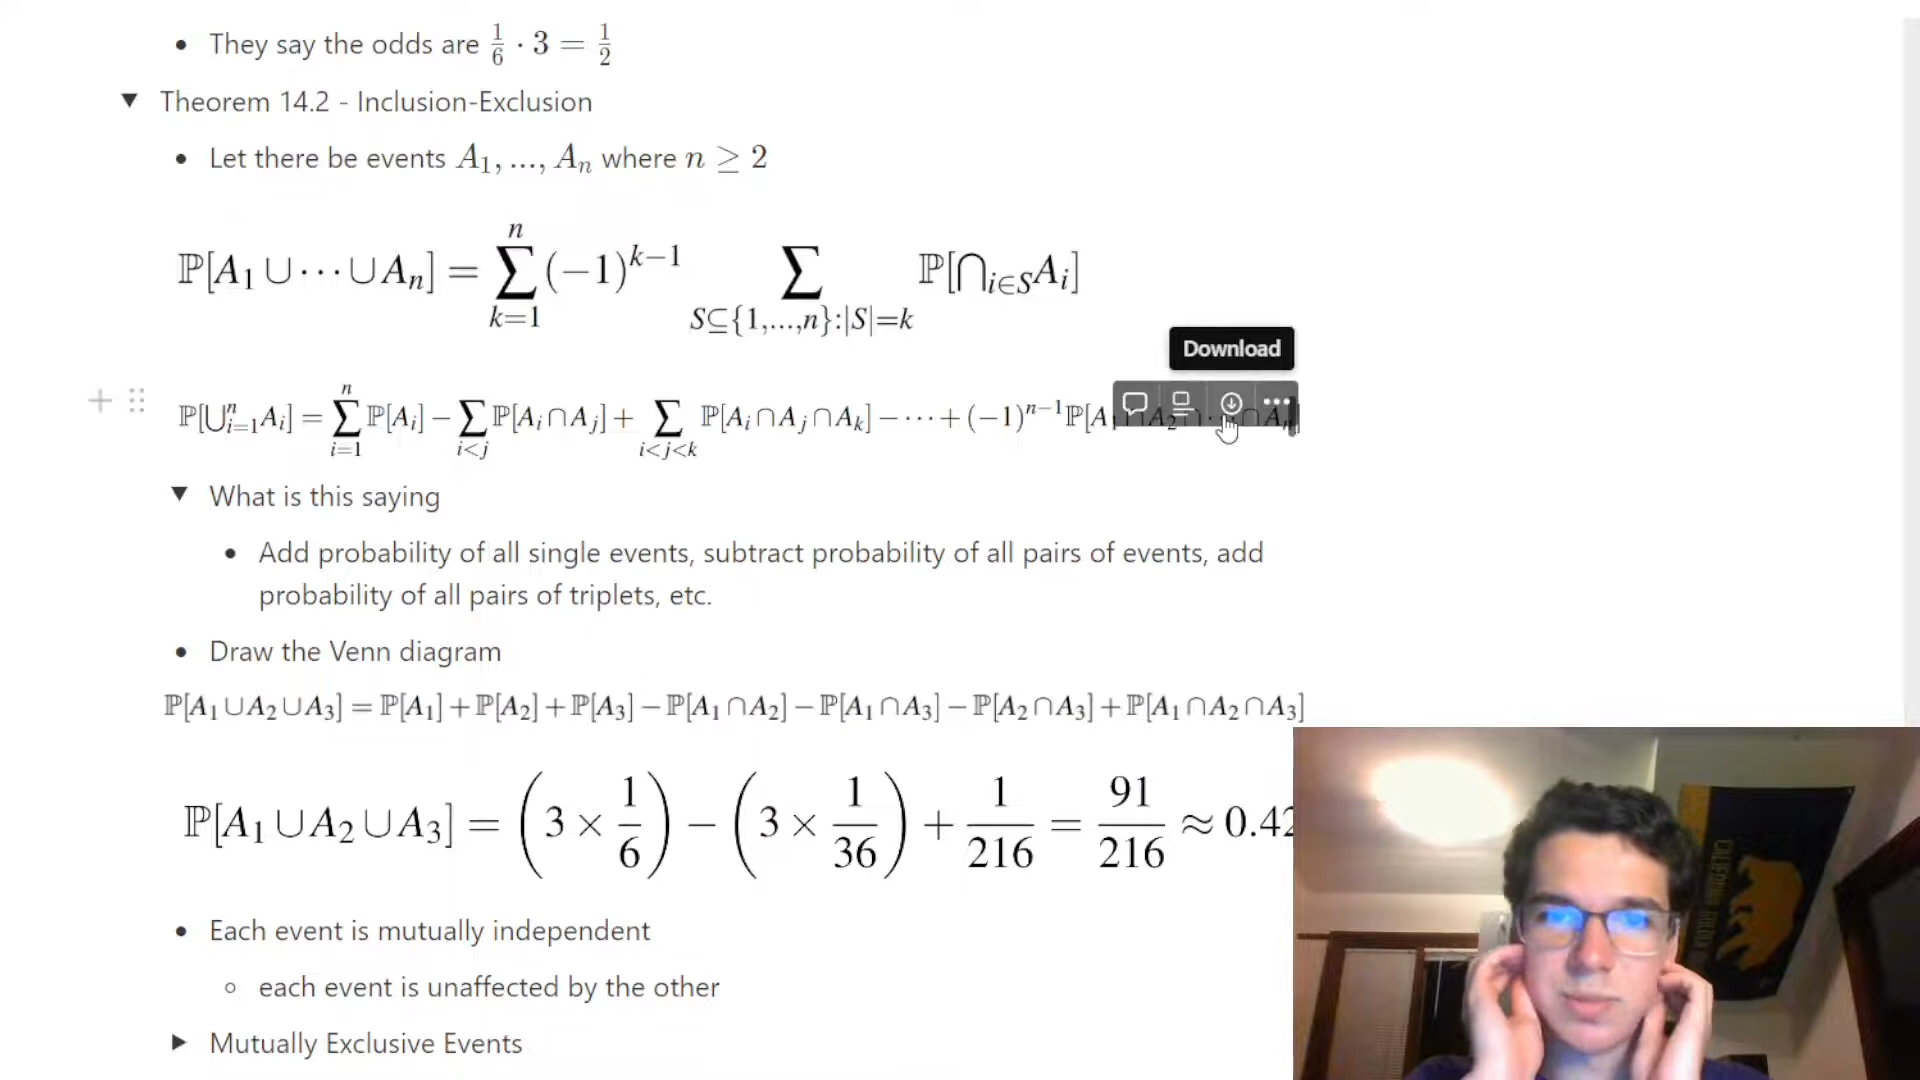 They say the odds are 1/6 · 3 = 1/2
Theorem 14.2 - Inclusion-Exclusion
Let there be events A₁, ..., Aₙ where n ≥ 2
ℙ[A₁ ∪ ⋯ ∪ Aₙ] = ∑_{k=1}^{n} (−1)^{k−1} ∑_{S⊆{1,...,n}:|S|=k} ℙ[⋂_{i∈S} Aᵢ]
Download
ℙ[⋃_{i=1}^{n} Aᵢ] = ∑_{i=1}^{n} ℙ[Aᵢ] − ∑_{i<j} ℙ[Aᵢ ∩ Aⱼ] + ∑_{i<j<k} ℙ[Aᵢ ∩ Aⱼ ∩ Aₖ] − ⋯ + (−1)^{n−1} ℙ[A₁ ∩ A₂ ∩ ⋯ ∩ Aₙ]
What is this saying
Add probability of all single events, subtract probability of all pairs of events, add
probability of all pairs of triplets, etc.
Draw the Venn diagram
ℙ[A₁ ∪ A₂ ∪ A₃] = ℙ[A₁] + ℙ[A₂] + ℙ[A₃] − ℙ[A₁ ∩ A₂] − ℙ[A₁ ∩ A₃] − ℙ[A₂ ∩ A₃] + ℙ[A₁ ∩ A₂ ∩ A₃]
ℙ[A₁ ∪ A₂ ∪ A₃] = (3 × 1/6) − (3 × 1/36) + 1/216 = 91/216 ≈ 0.42
Each event is mutually independent
each event is unaffected by the other
Mutually Exclusive Events